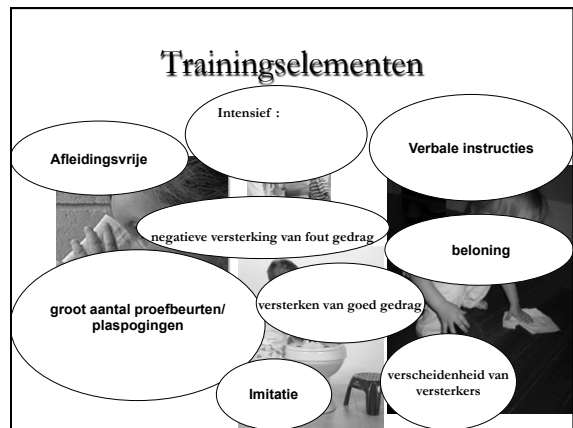 Trainingselementen
Intensief :
Afleidingsvrije
Verbale instructies
negatieve versterking van fout gedrag
beloning
groot aantal proefbeurten/
plaspogingen
versterken van goed gedrag
verscheidenheid van
versterkers
Imitatie